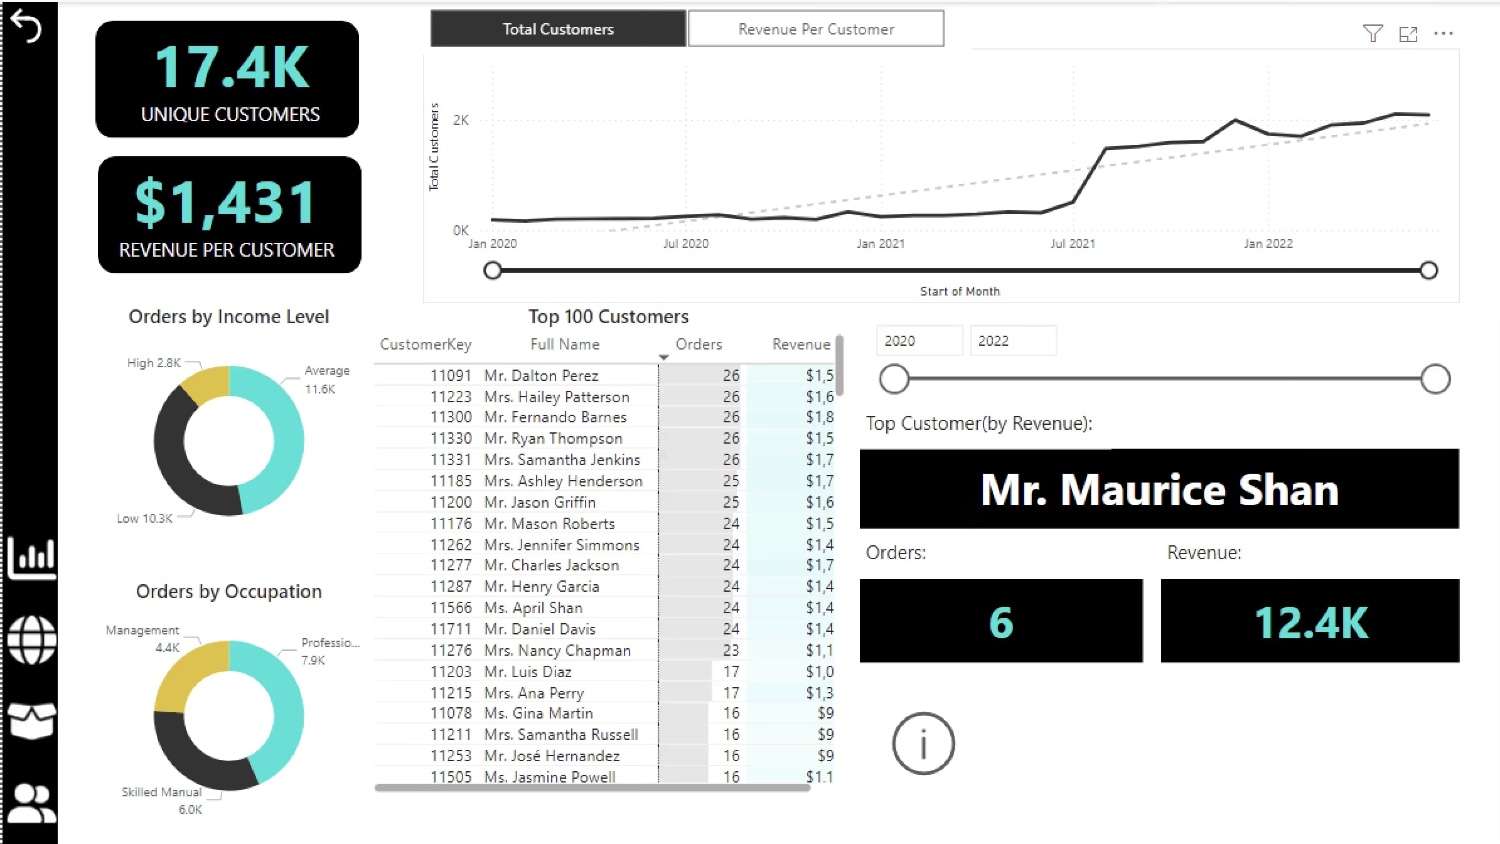 17.4K
UNIQUE CUSTOMERS
$1,431
REVENUE PER CUSTOMER
Total Customers
Revenue Per Customer
Total Customers
2K
0K
Jan 2020
Jul 2020
Jan 2021
Jul 2021
Jan 2022
Start of Month
Orders by Income Level
High 2.8K
Average
11.6K
Low 10.3K
Orders by Occupation
Management
4.4K
Professio...
7.9K
Skilled Manual
6.0K
Top 100 Customers
CustomerKey Full Name Orders Revenue
11091 Mr. Dalton Perez 26 $1,5
11223 Mrs. Hailey Patterson 26 $1,6
11300 Mr. Fernando Barnes 26 $1,8
11330 Mr. Ryan Thompson 26 $1,5
11331 Mrs. Samantha Jenkins 26 $1,7
11185 Mrs. Ashley Henderson 25 $1,7
11200 Mr. Jason Griffin 25 $1,6
11176 Mr. Mason Roberts 24 $1,5
11262 Mrs. Jennifer Simmons 24 $1,4
11277 Mr. Charles Jackson 24 $1,7
11287 Mr. Henry Garcia 24 $1,4
11566 Ms. April Shan 24 $1,4
11711 Mr. Daniel Davis 24 $1,4
11276 Mrs. Nancy Chapman 23 $1,1
11203 Mr. Luis Diaz 17 $1,0
11215 Mrs. Ana Perry 17 $1,3
11078 Ms. Gina Martin 16 $9
11211 Mrs. Samantha Russell 16 $9
11253 Mr. José Hernandez 16 $9
11505 Ms. Jasmine Powell 16 $1.1
2020
2022
Top Customer(by Revenue):
Mr. Maurice Shan
Orders:
Revenue:
6
12.4K
i